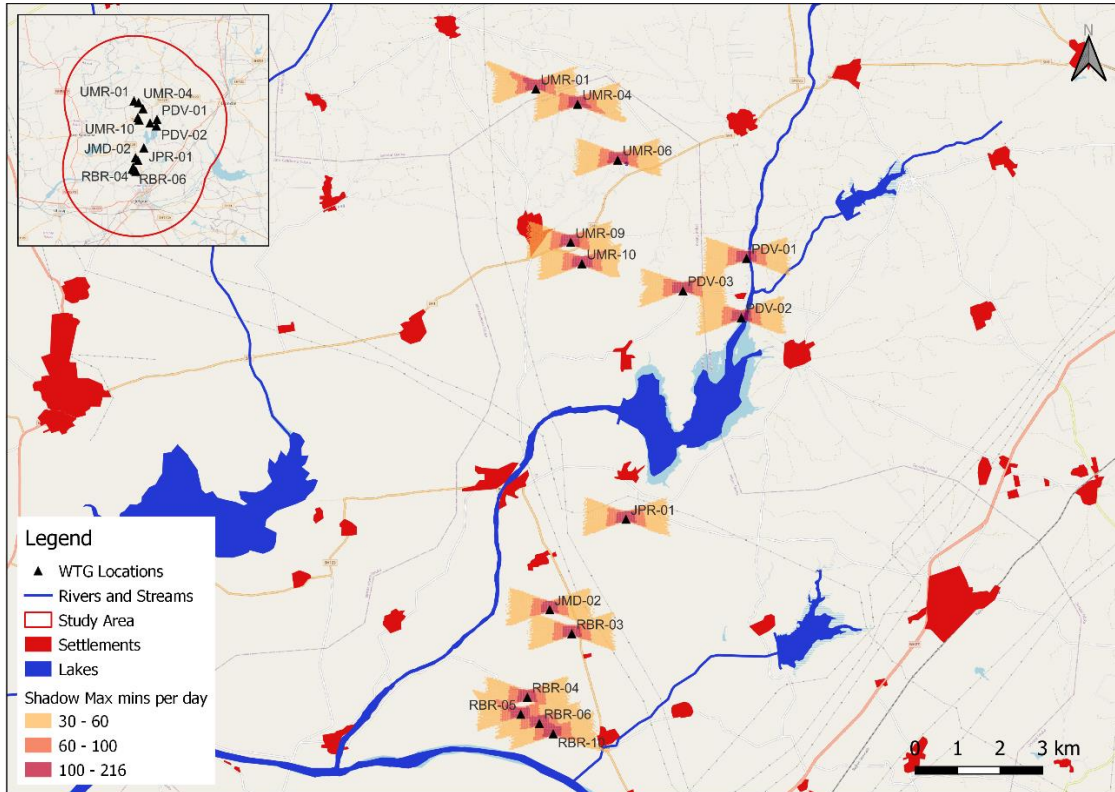 UMR-01
UMR-04
PDV-01
UMR-10
PDV-02
JMD-02
JPR-01
RBR-04
RBR-06
N
UMR-01
UMR-04
UMR-06
UMR-09
UMR-10
PDV-01
PDV-03
PDV-02
JPR-01
JMD-02
RBR-03
RBR-04
RBR-05
RBR-06
Legend
WTG Locations
Rivers and Streams
Study Area
Settlements
Lakes
Shadow Max mins per day
30 - 60
60 - 100
100 - 216
0 1 2 3 km